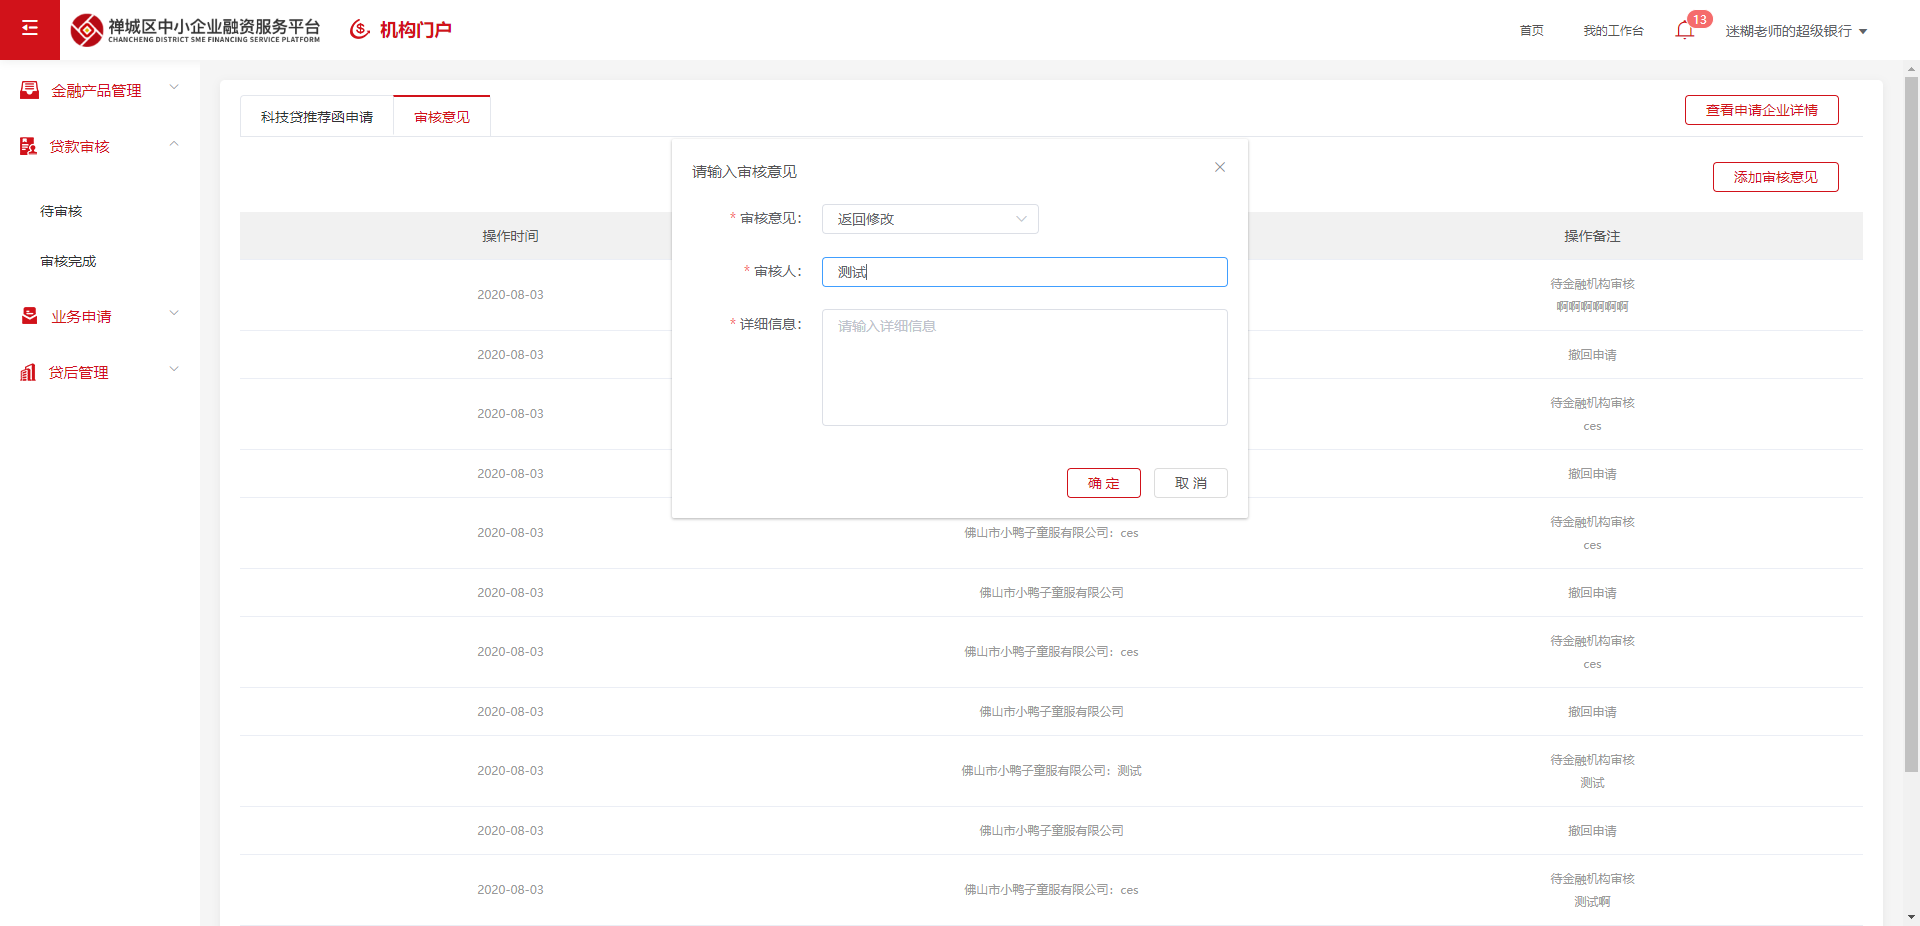 禅城区中小企业融资服务平台
CHANCHENG DISTRICT SME FINANCING SERVICE PLATFORM
机构门户
首页
我的工作台
13
迷糊老师的超级银行
金融产品管理
贷款审核
待审核
审核完成
业务申请
贷后管理
科技贷推荐函申请
审核意见
查看申请企业详情
添加审核意见
请输入审核意见
* 审核意见：
返回修改
* 审核人：
测试
* 详细信息：
请输入详细信息
确 定
取 消
操作时间
操作备注
2020-08-03
待金融机构审核
啊啊啊啊啊啊
2020-08-03
撤回申请
2020-08-03
待金融机构审核
ces
2020-08-03
撤回申请
2020-08-03
佛山市小鸭子童服有限公司：ces
待金融机构审核
ces
2020-08-03
佛山市小鸭子童服有限公司
撤回申请
2020-08-03
佛山市小鸭子童服有限公司：ces
待金融机构审核
ces
2020-08-03
佛山市小鸭子童服有限公司
撤回申请
2020-08-03
佛山市小鸭子童服有限公司：测试
待金融机构审核
测试
2020-08-03
佛山市小鸭子童服有限公司
撤回申请
2020-08-03
佛山市小鸭子童服有限公司：ces
待金融机构审核
测试啊